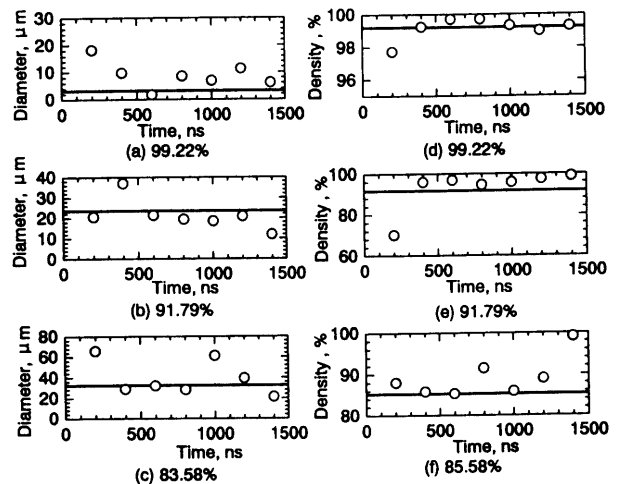 Diameter, μm
30
20
10
0
0 500 1000 1500
Time, ns
(a) 99.22%
Density, %
100
98
96
0 500 1000 1500
Time, ns
(d) 99.22%
Diameter, μm
40
30
20
10
0
0 500 1000 1500
Time, ns
(b) 91.79%
Density, %
100
80
60
0 500 1000 1500
Time, ns
(e) 91.79%
Diameter, μm
80
60
40
20
0
0 500 1000 1500
Time, ns
(c) 83.58%
Density, %
100
90
80
0 500 1000 1500
Time, ns
(f) 85.58%